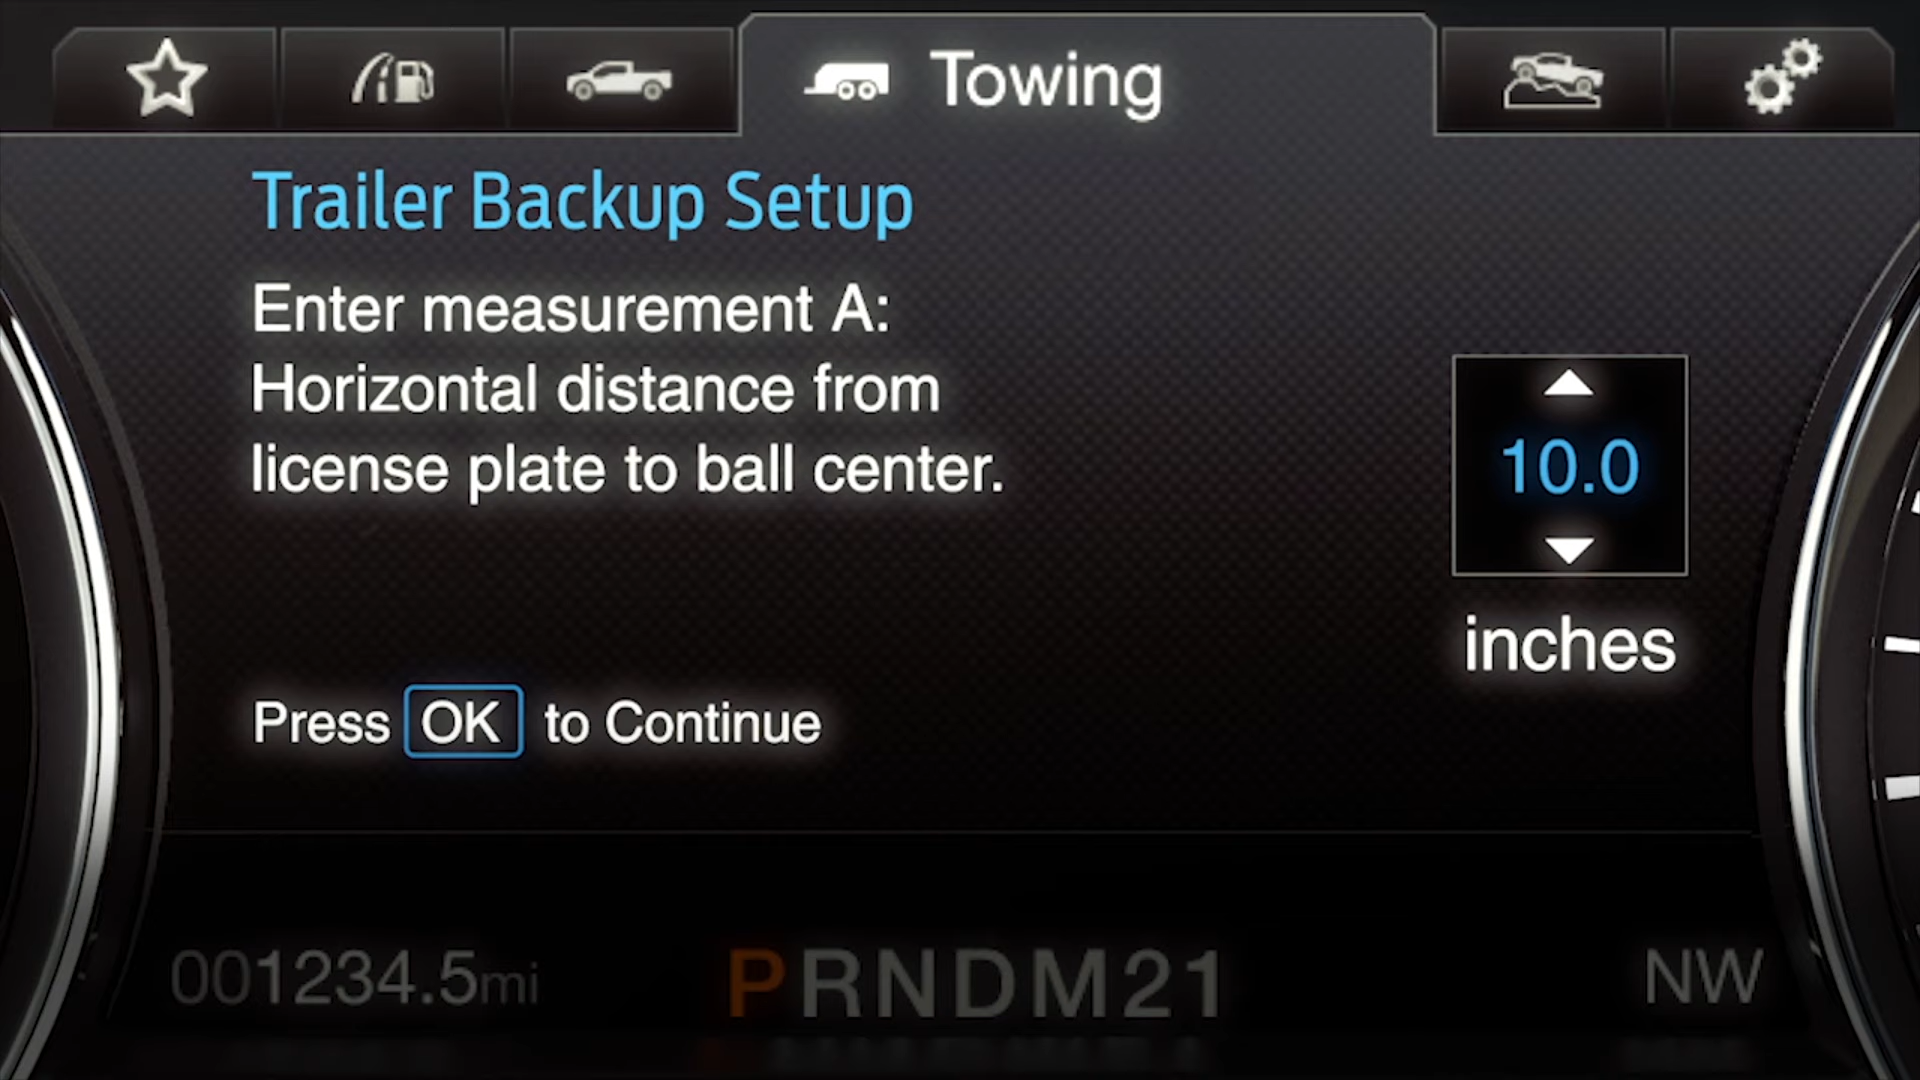 Towing
Trailer Backup Setup
Enter measurement A:
Horizontal distance from
license plate to ball center.
10.0
inches
Press OK to Continue
001234.5mi
PRNDM21
NW